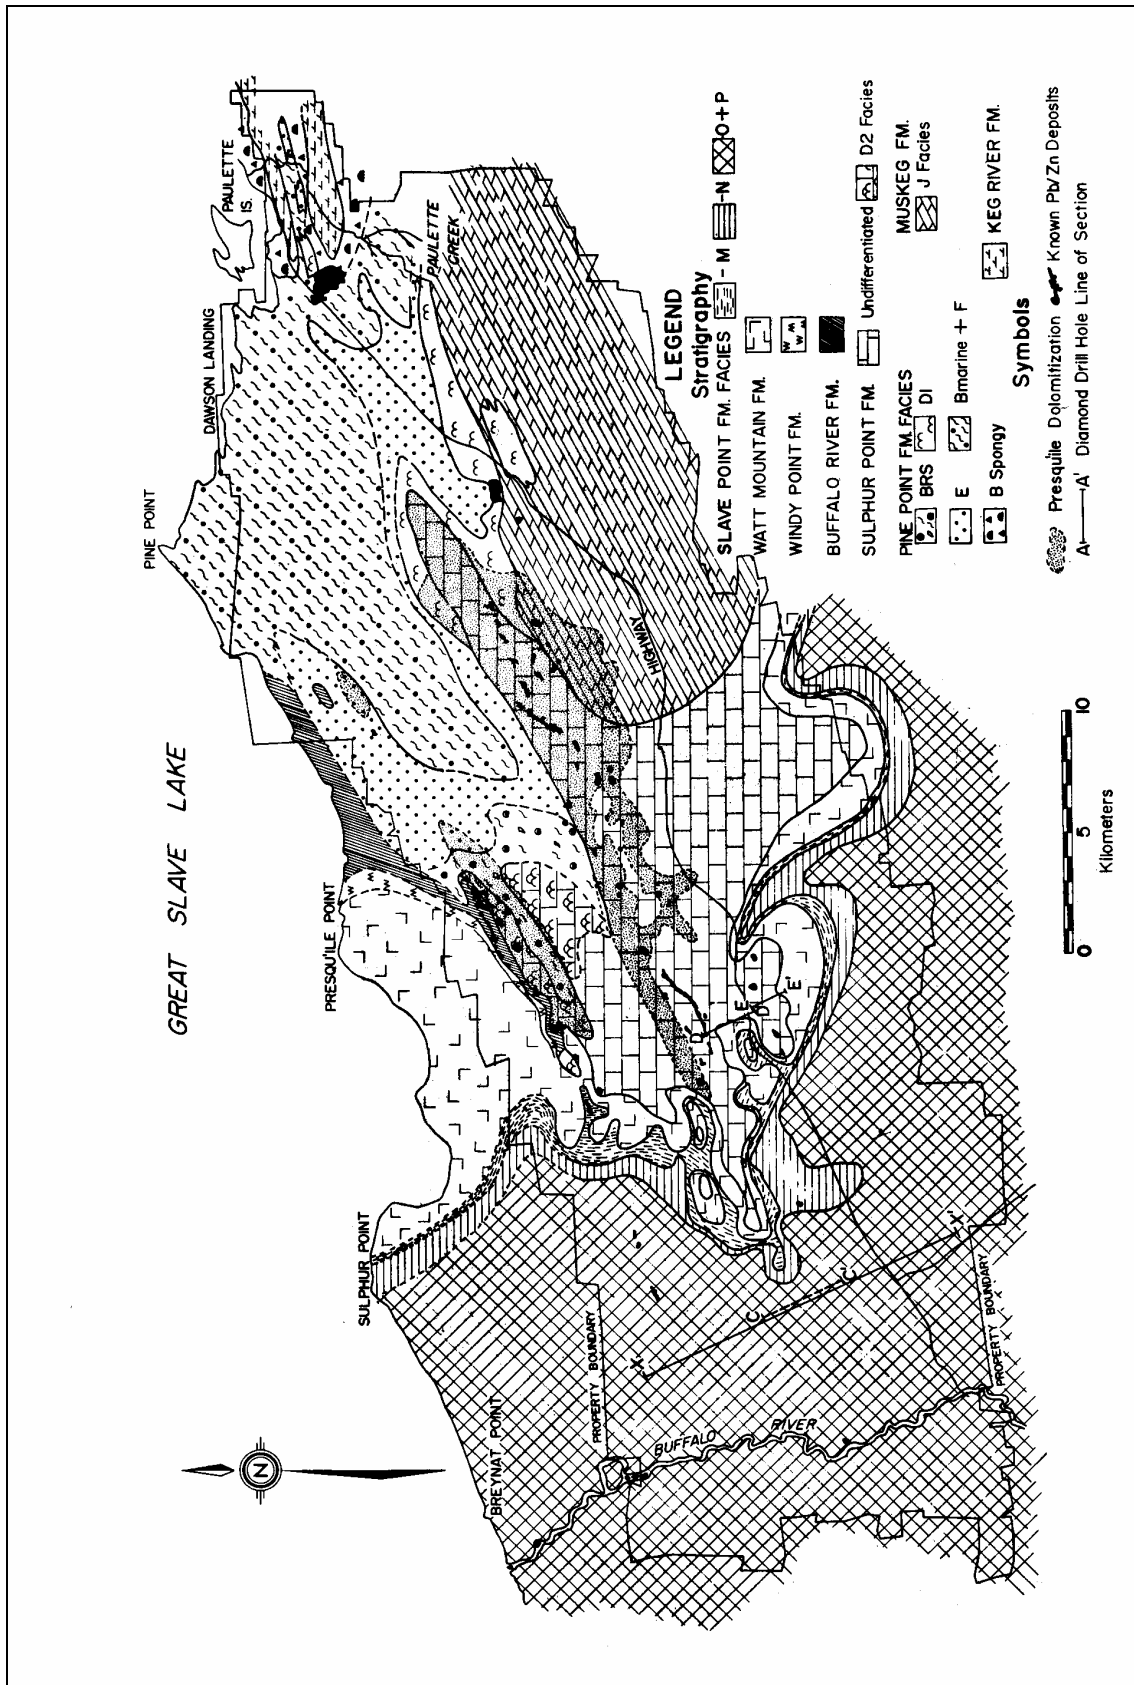 GREAT SLAVE LAKE
BREYNAT POINT
SULPHUR POINT
PRESQU'ILE POINT
PINE POINT
DAWSON LANDING
PAULETTE
IS.
PAULETTE
CREEK
N
PROPERTY BOUNDARY
BUFFALO RIVER
HIGHWAY
X
C
C'
X'
D
E
D'
E'
PROPERTY BOUNDARY
LEGEND
Stratigraphy
SLAVE POINT FM. FACIES - M - N O+P
WATT MOUNTAIN FM.
WINDY POINT FM.
BUFFALO RIVER FM.
SULPHUR POINT FM. Undifferentiated D2 Facies
PINE POINT FM. FACIES MUSKEG FM.
BRS DI J Facies
E Bmarine + F
B Spongy KEG RIVER FM.
Symbols
Presquile Dolomitization Known Pb/Zn Deposits
A A' Diamond Drill Hole Line of Section
0 5 10
Kilometers